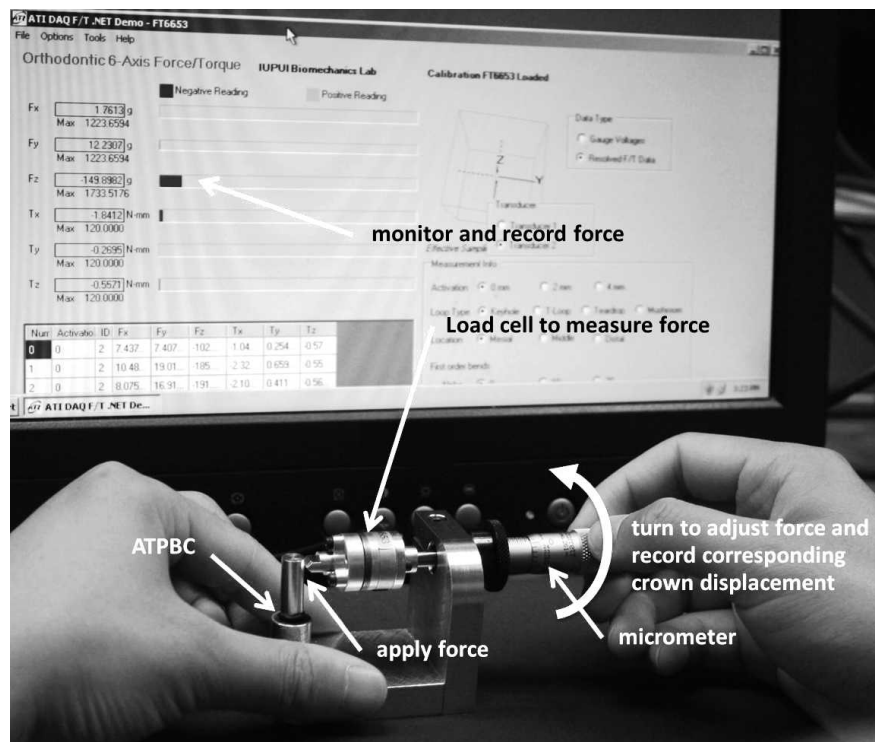 ATI DAQ F/T .NET Demo - FT6653
File Options Tools Help
Orthodontic 6-Axis Force/Torque IUPUI Biomechanics Lab
Calibration FT6653 Loaded
Negative Reading Positive Reading
Fx 1.7613 g
Max 1223.6594
Fy 12.2307 g
Max 1223.6594
Fz -149.8982 g
Max 1733.5176
Tx -1.8412 N-mm
Max 120.0000
Ty -0.2695 N-mm
Max 120.0000
Tz -0.5571 N-mm
Max 120.0000
Data Type
Gauge Voltages
Resolved F/T Data
Z
Y
Transducer
Transducer 1
Transducer 2
monitor and record force
Measurement Info
Activation 0 mm 2 mm 4 mm
Loop Type Keyhole T-Loop Teardrop Mushroom
Load cell to measure force
Location Mesial Middle Distal
First order bends
Num Activatio ID Fx Fy Fz Tx Ty Tz
0 0 2 7.437... 7.407... -102... -1.04 0.254 -0.57
1 0 2 10.48... 19.01... -185... -2.32 0.659 -0.55
2 0 2 8.075... 16.91... -191... -2.10 0.411 -0.56
ATI DAQ F/T .NET De...
ATPBC
turn to adjust force and
record corresponding
crown displacement
micrometer
apply force